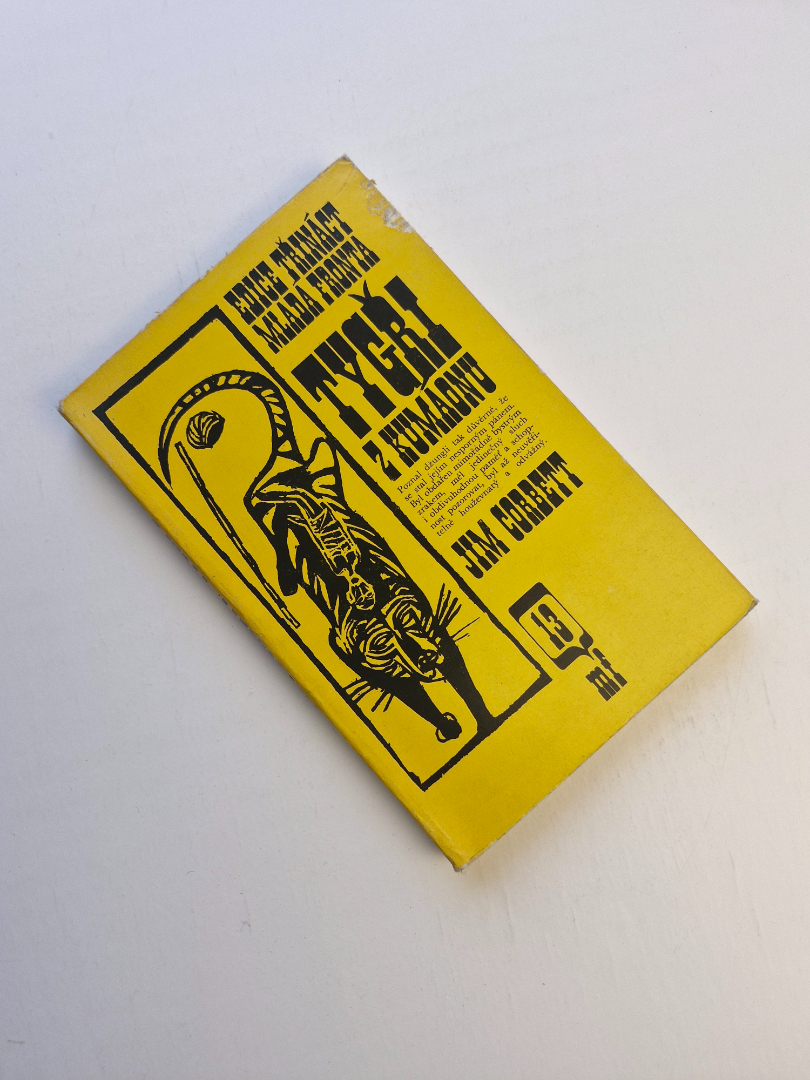 EDICE TŘINÁCT
MLADÁ FRONTA
TYGŘI
Z KUMÁONU
Poznal džungli tak důvěrně, že
se stal jejím nesporným pánem.
Byl obdařen mimořádně bystrým
zrakem, měl jedinečný sluch
i obdivuhodnou paměť a schop-
nost pozorovat, byl až neuvěři-
telně houževnatý a odvážný.
JIM CORBETT
13
mf